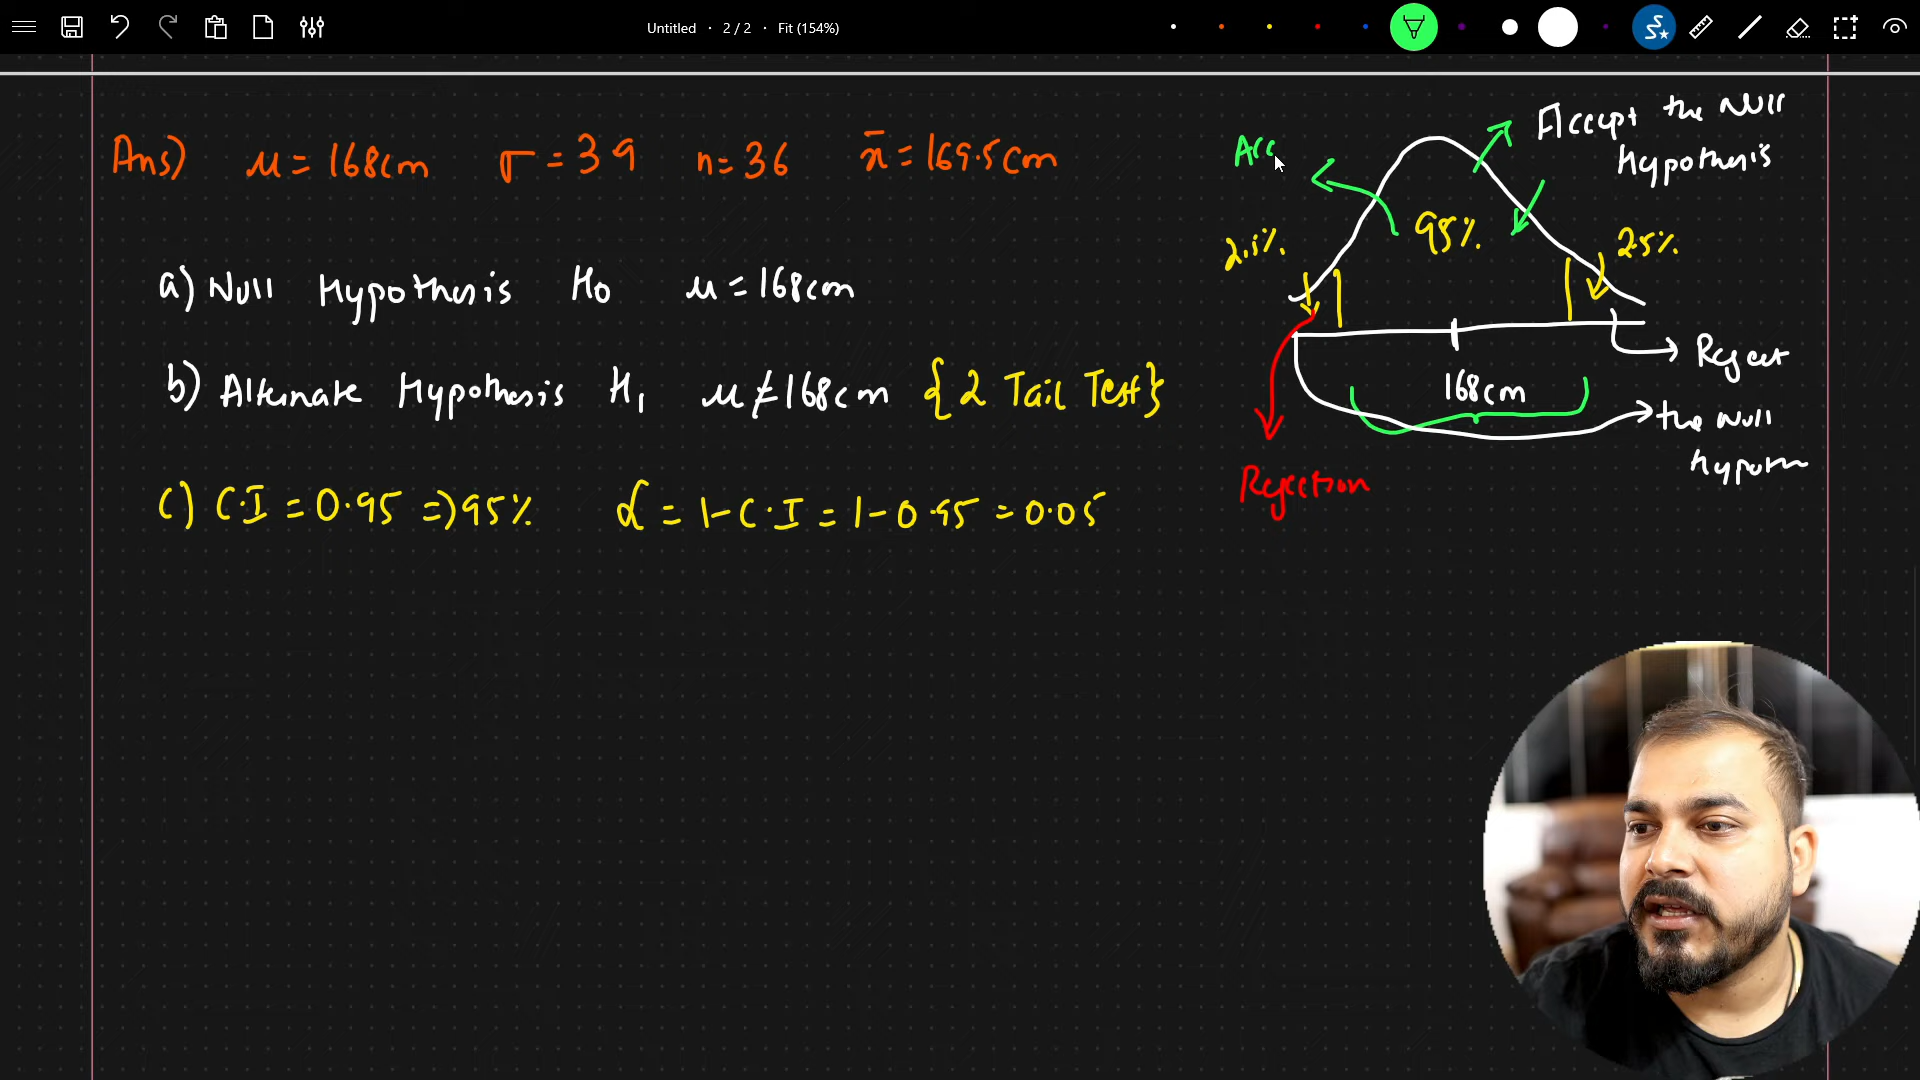 Untitled · 2 / 2 · Fit (154%)
Ans) μ = 168cm σ = 3.9 n = 36 x̄ = 169.5cm
a) Null Hypothesis H0 μ = 168cm
b) Alternate Hypothesis H1 μ ≠ 168cm {2 Tail Test}
c) C.I = 0.95 => 95% α = 1 - C.I = 1 - 0.95 = 0.05
Acc
Accept the Null
Hypothesis
2.5% 95% 2.5%
168cm
Reject
the Null
Hypoth
Rejection